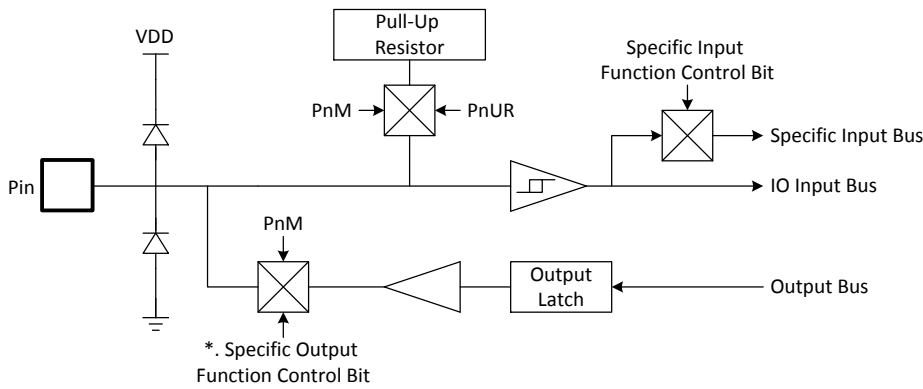 Pull-Up
Resistor
VDD
Specific Input
Function Control Bit
PnM
PnUR
Specific Input Bus
Pin
IO Input Bus
PnM
Output
Latch
Output Bus
*. Specific Output
Function Control Bit